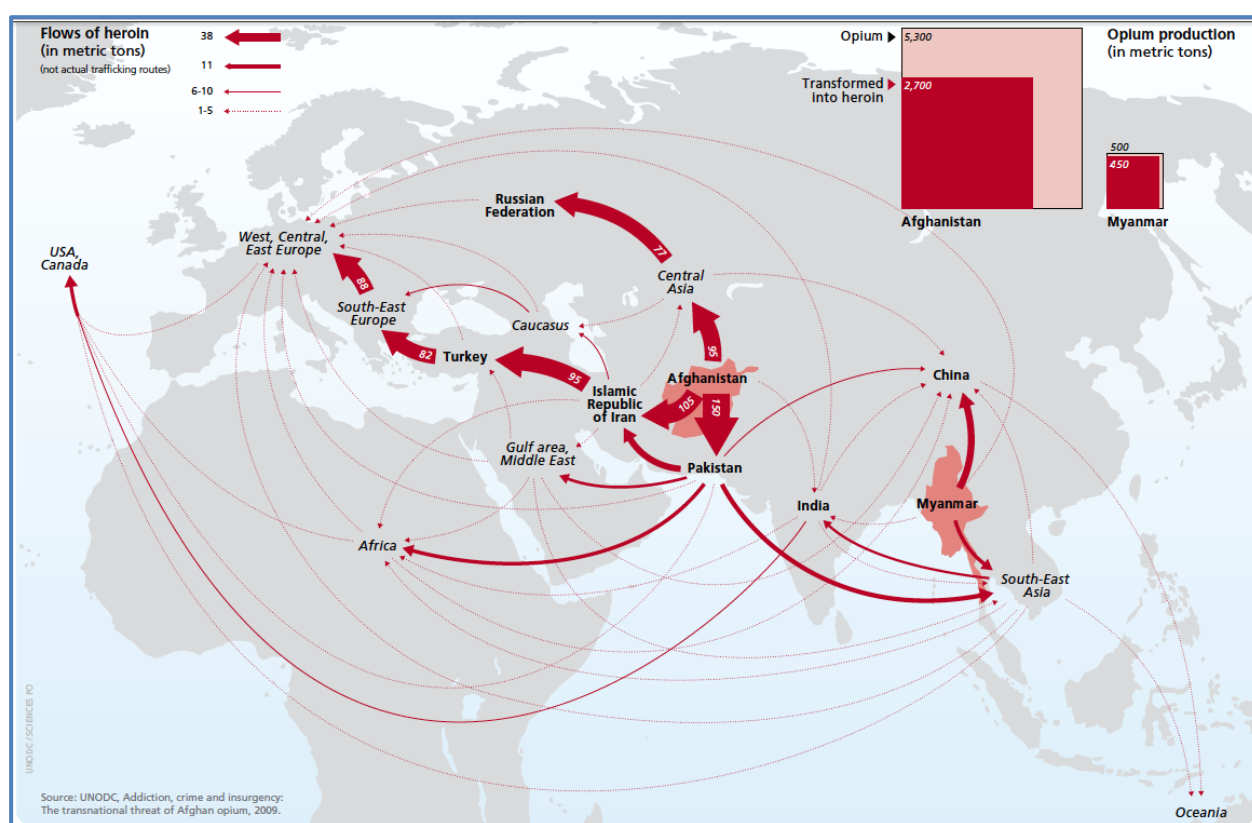 Flows of heroin
(in metric tons)
(not actual trafficking routes)
38
11
6-10
1-5
Opium
5,300
Transformed
into heroin
2,700
Afghanistan
Opium production
(in metric tons)
500
450
Myanmar
Russian
Federation
77
West, Central,
East Europe
USA,
Canada
88
Central
Asia
South-East
Europe
Caucasus
82
Turkey
95
95
Afghanistan
China
Islamic
Republic
of Iran
105
150
Gulf area,
Middle East
Pakistan
India
Myanmar
Africa
South-East
Asia
Oceania
UNODC / SCIENCES PO
Source: UNODC, Addiction, crime and insurgency:
The transnational threat of Afghan opium, 2009.